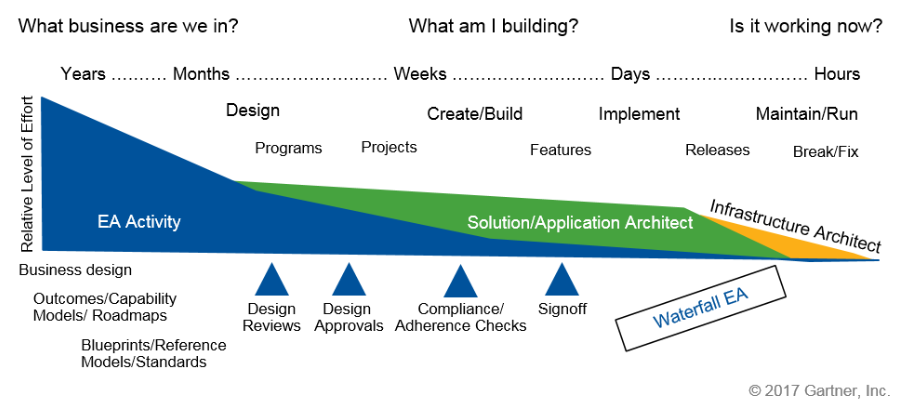 What business are we in? What am I building? Is it working now?
Years .......... Months ........................... Weeks ........................... Days ........................... Hours
Design Create/Build Implement Maintain/Run
Programs Projects Features Releases Break/Fix
Relative Level of Effort
EA Activity
Solution/Application Architect
Infrastructure Architect
Business design
Outcomes/Capability
Models/ Roadmaps
Blueprints/Reference
Models/Standards
Design
Reviews
Design
Approvals
Compliance/
Adherence Checks
Signoff
Waterfall EA
© 2017 Gartner, Inc.